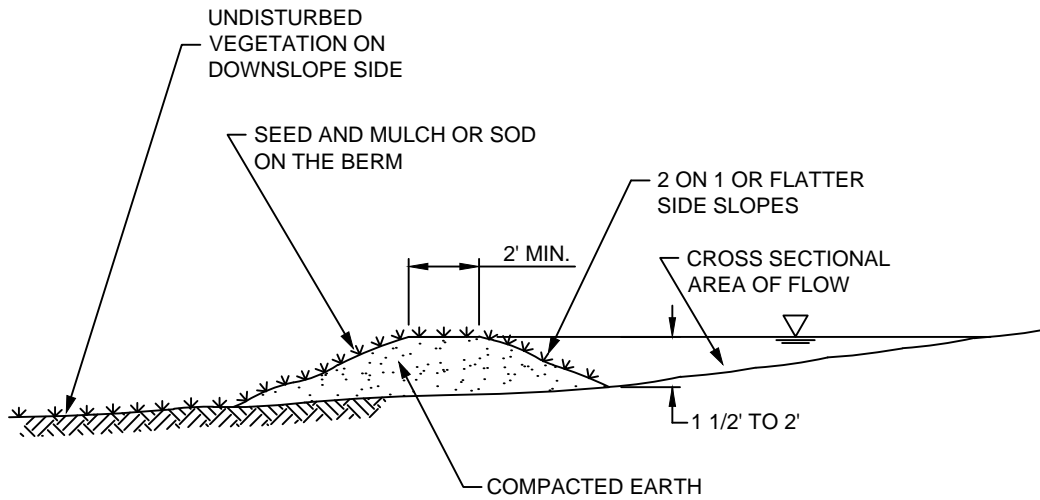 UNDISTURBED
VEGETATION ON
DOWNSLOPE SIDE
SEED AND MULCH OR SOD
ON THE BERM
2 ON 1 OR FLATTER
SIDE SLOPES
2' MIN.
CROSS SECTIONAL
AREA OF FLOW
1 1/2' TO 2'
COMPACTED EARTH